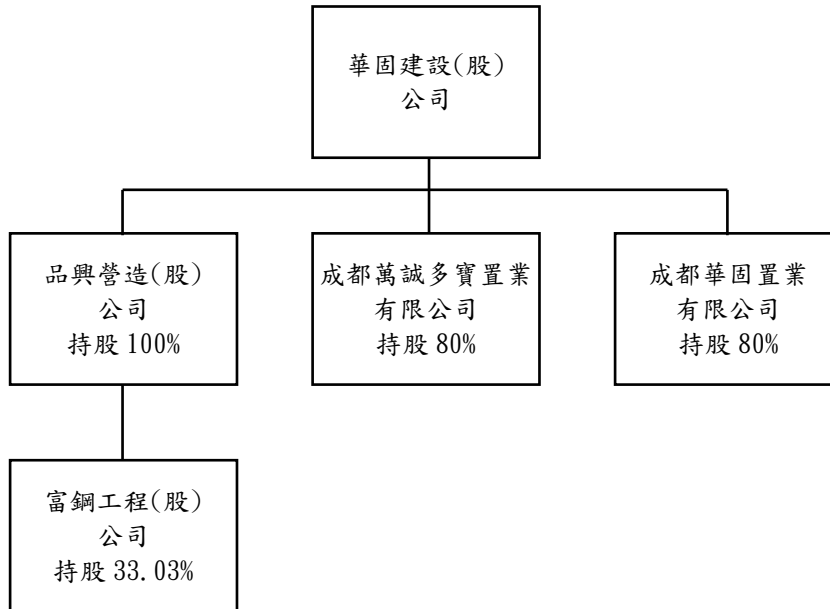 華固建設(股)
公司
品興營造(股)
公司
持股 100%
成都萬誠多寶置業
有限公司
持股 80%
成都華固置業
有限公司
持股 80%
富鋼工程(股)
公司
持股 33.03%